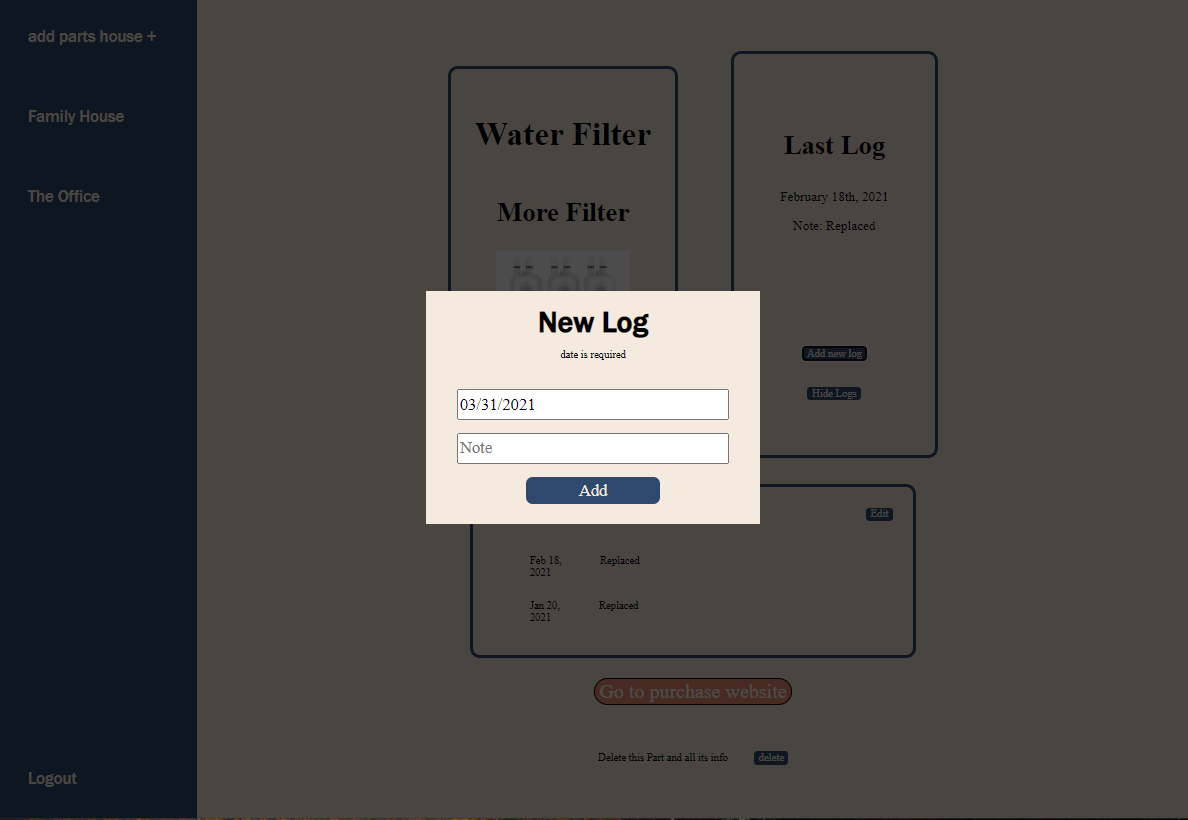 add parts house +
Family House
The Office
Logout
Water Filter
More Filter
Last Log
February 18th, 2021
Note: Replaced
Add new log
Hide Logs
New Log
date is required
03/31/2021
Note
Add
Edit
Feb 18,
2021
Replaced
Jan 20,
2021
Replaced
Go to purchase website
Delete this Part and all its info
delete